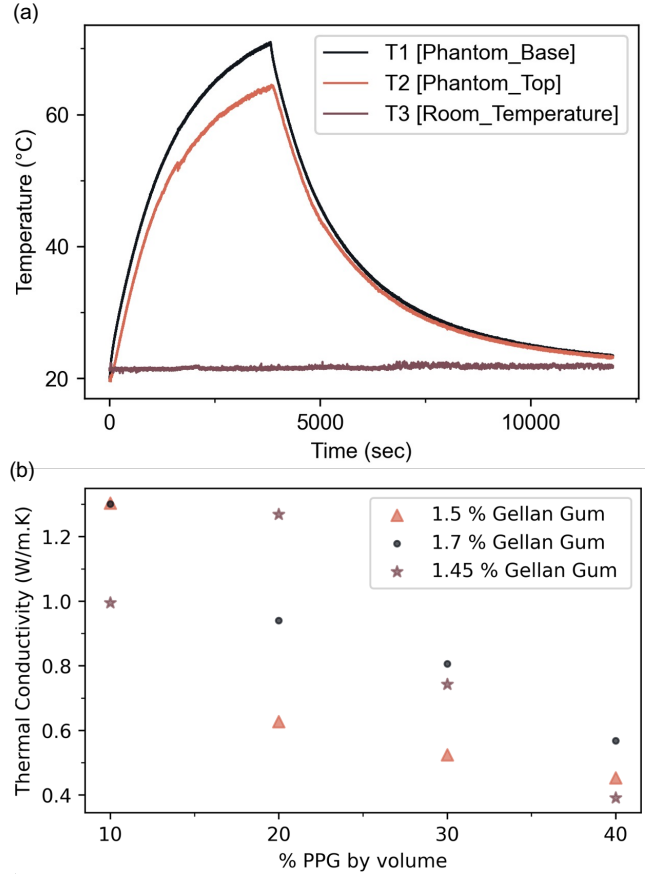 (a)
T1 [Phantom_Base]
T2 [Phantom_Top]
T3 [Room_Temperature]
Temperature (°C)
60
40
20
0
5000
10000
Time (sec)
(b)
1.5 % Gellan Gum
1.7 % Gellan Gum
1.45 % Gellan Gum
Thermal Conductivity (W/m.K)
1.2
1.0
0.8
0.6
0.4
10
20
30
40
% PPG by volume